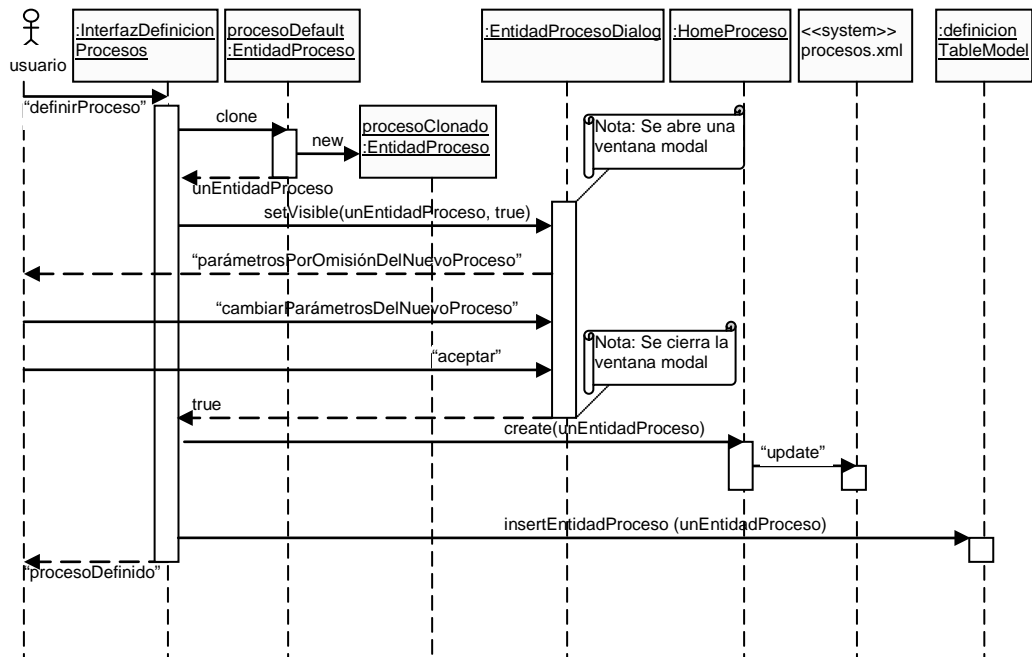 :InterfazDefinicion
Procesos
procesoDefault
:EntidadProceso
:EntidadProcesoDialog
:HomeProceso
<<system>>
procesos.xml
:definicion
TableModel
usuario
“definirProceso”
clone
new
procesoClonado
:EntidadProceso
Nota: Se abre una
ventana modal
unEntidadProceso
setVisible(unEntidadProceso, true)
“parámetrosPorOmisiónDelNuevoProceso”
“cambiarParámetrosDelNuevoProceso”
Nota: Se cierra la
ventana modal
“aceptar”
true
create(unEntidadProceso)
“update”
insertEntidadProceso (unEntidadProceso)
“procesoDefinido”